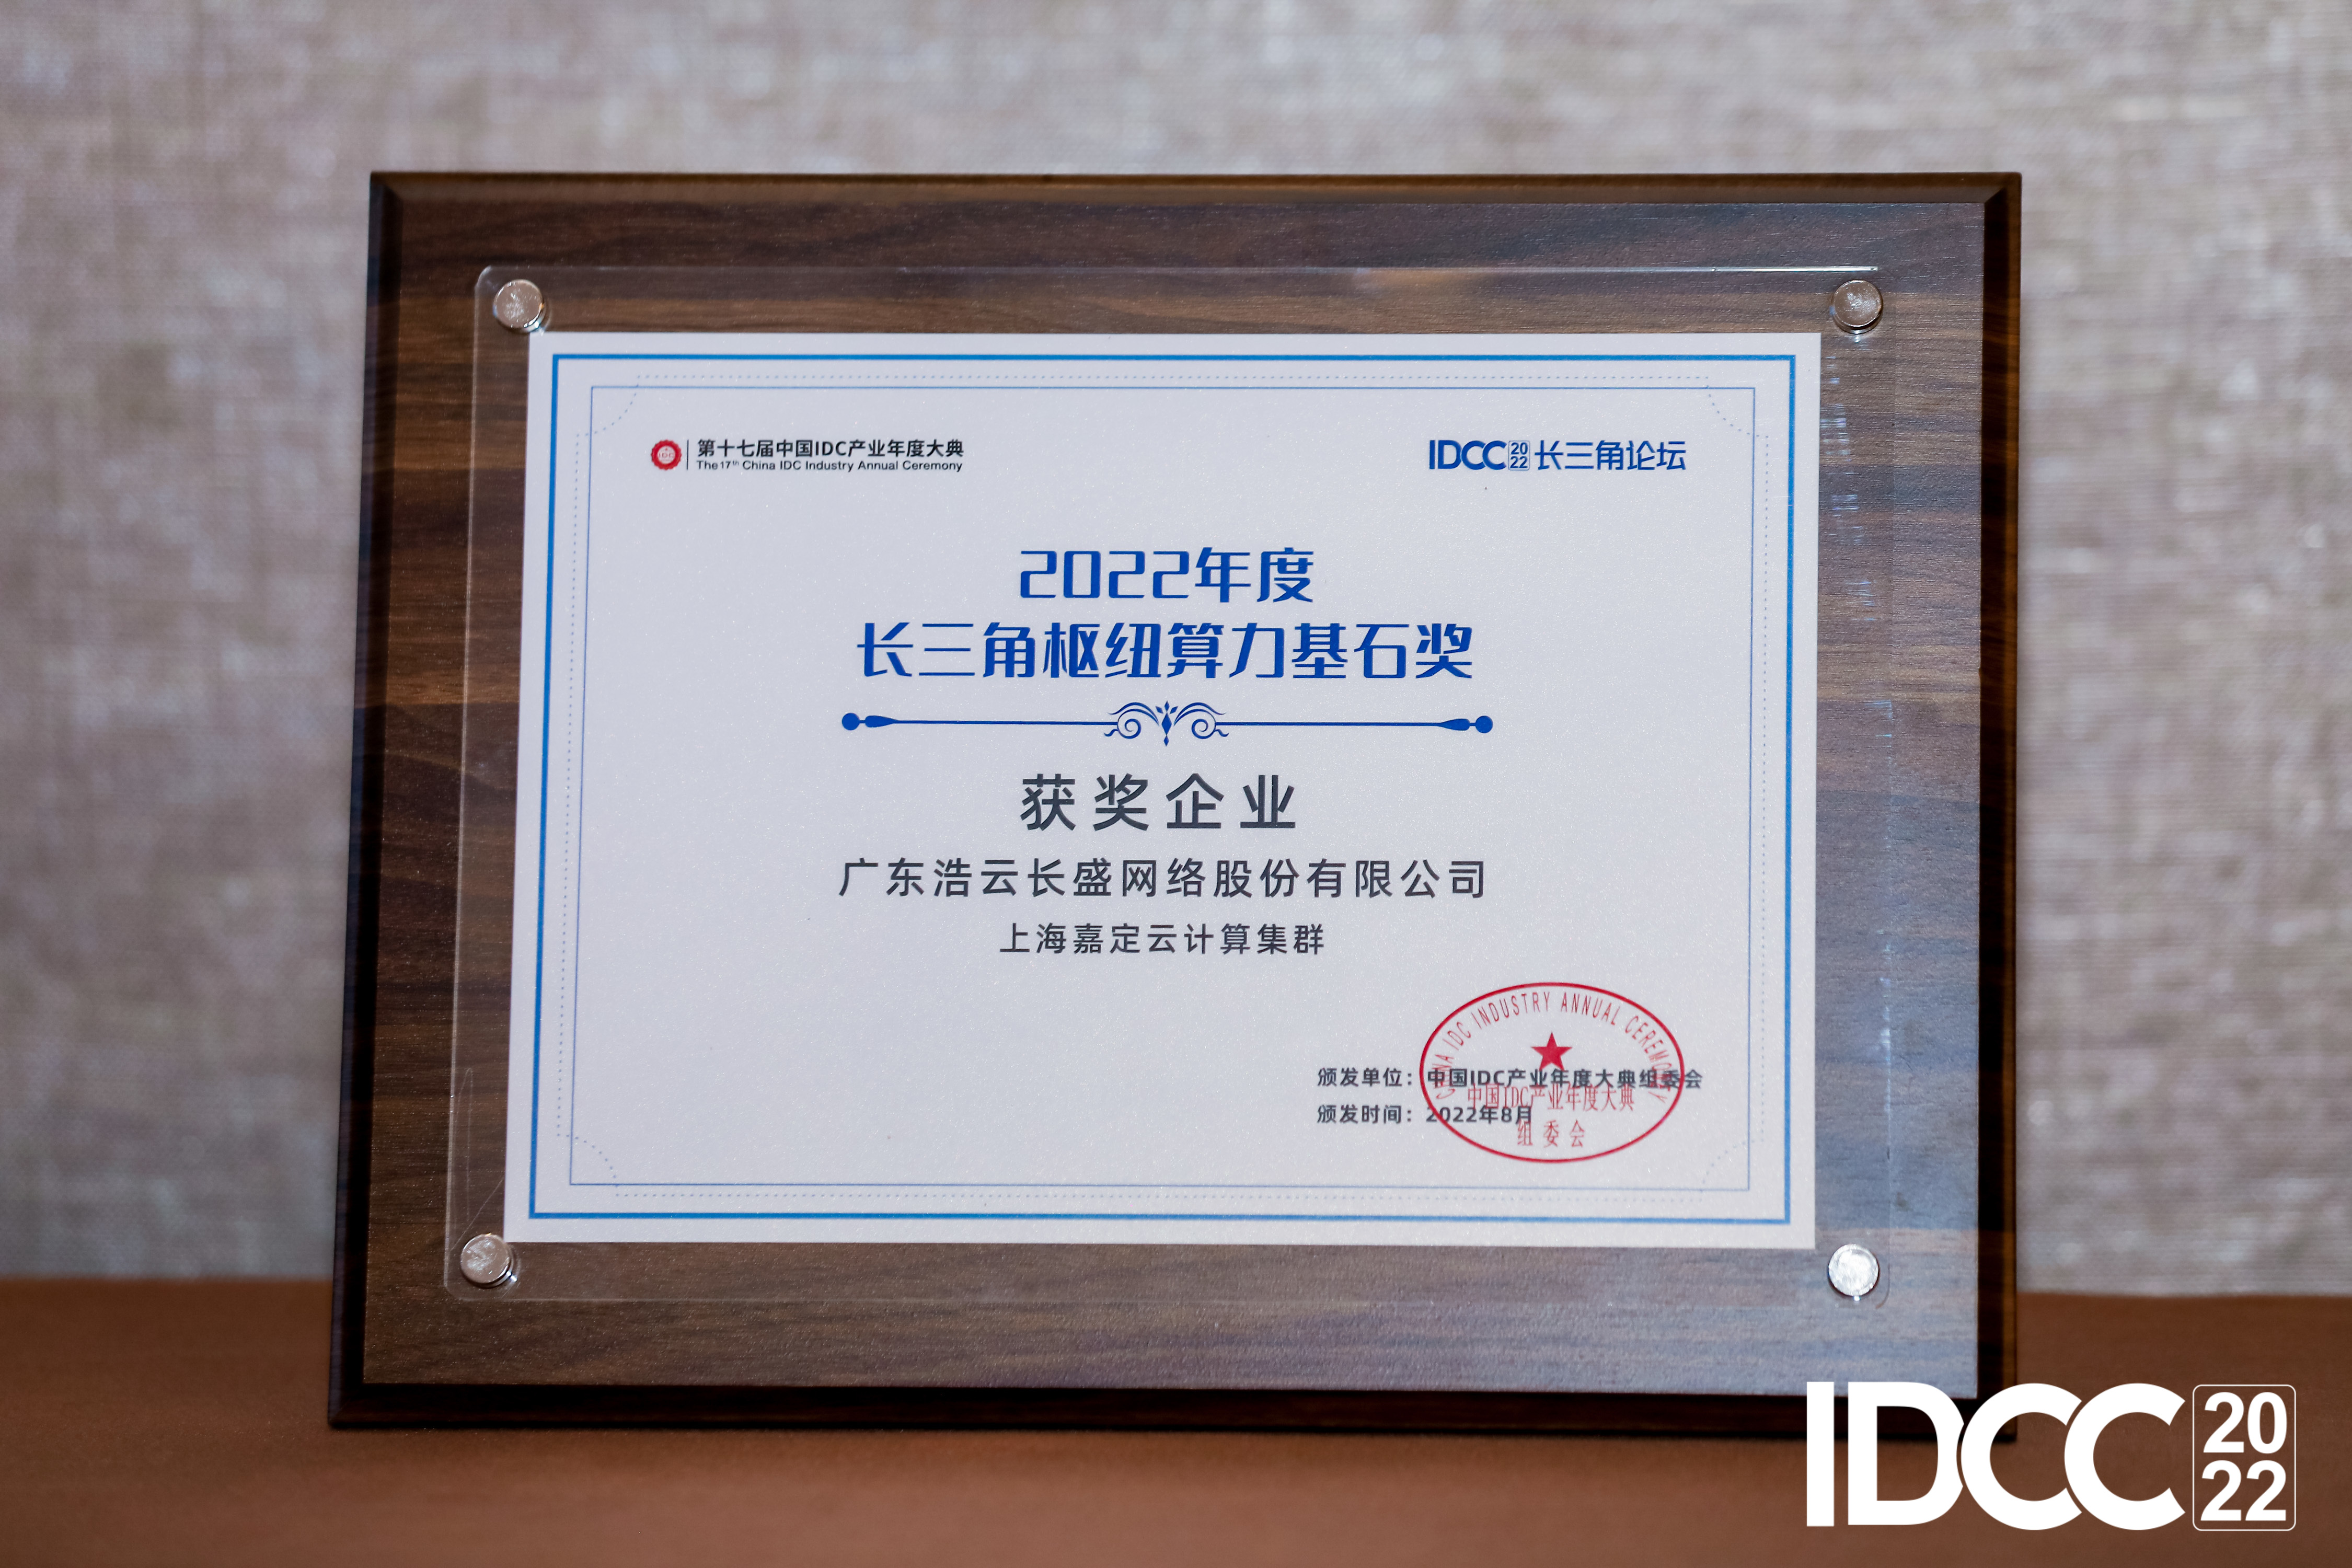 第十七届中国IDC产业年度大典
The 17th China IDC Industry Annual Ceremony
IDCC 2022 长三角论坛
2022年度
长三角枢纽算力基石奖
获奖企业
广东浩云长盛网络股份有限公司
上海嘉定云计算集群
CHINA IDC INDUSTRY ANNUAL CEREMONY
颁发单位：中国IDC产业年度大典组委会
中国IDC产业年度大典
颁发时间：2022年8月
组委会
IDCC 2022